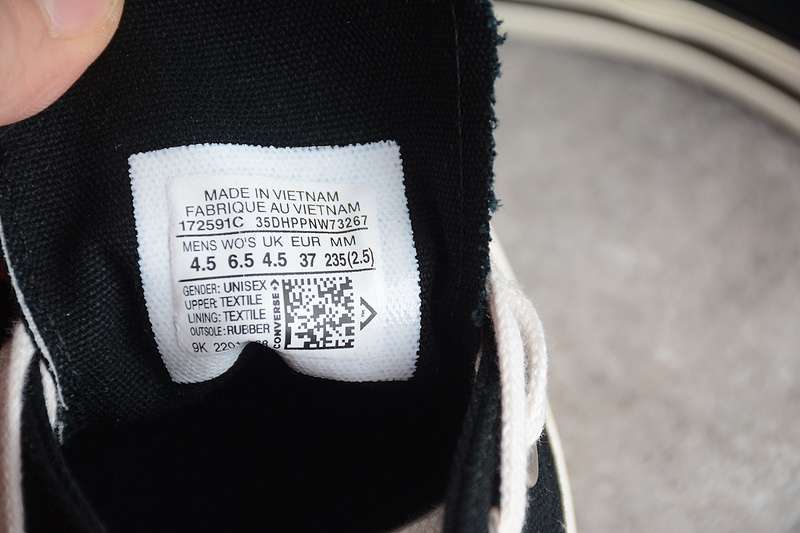 MADE IN VIETNAM
FABRIQUE AU VIETNAM
172591C 35DHPPNW73267
MENS WO'S UK EUR MM
4.5 6.5 4.5 37 235(2.5)
GENDER: UNISEX
UPPER: TEXTILE
LINING: TEXTILE
OUTSOLE: RUBBER
9K
CONVERSE